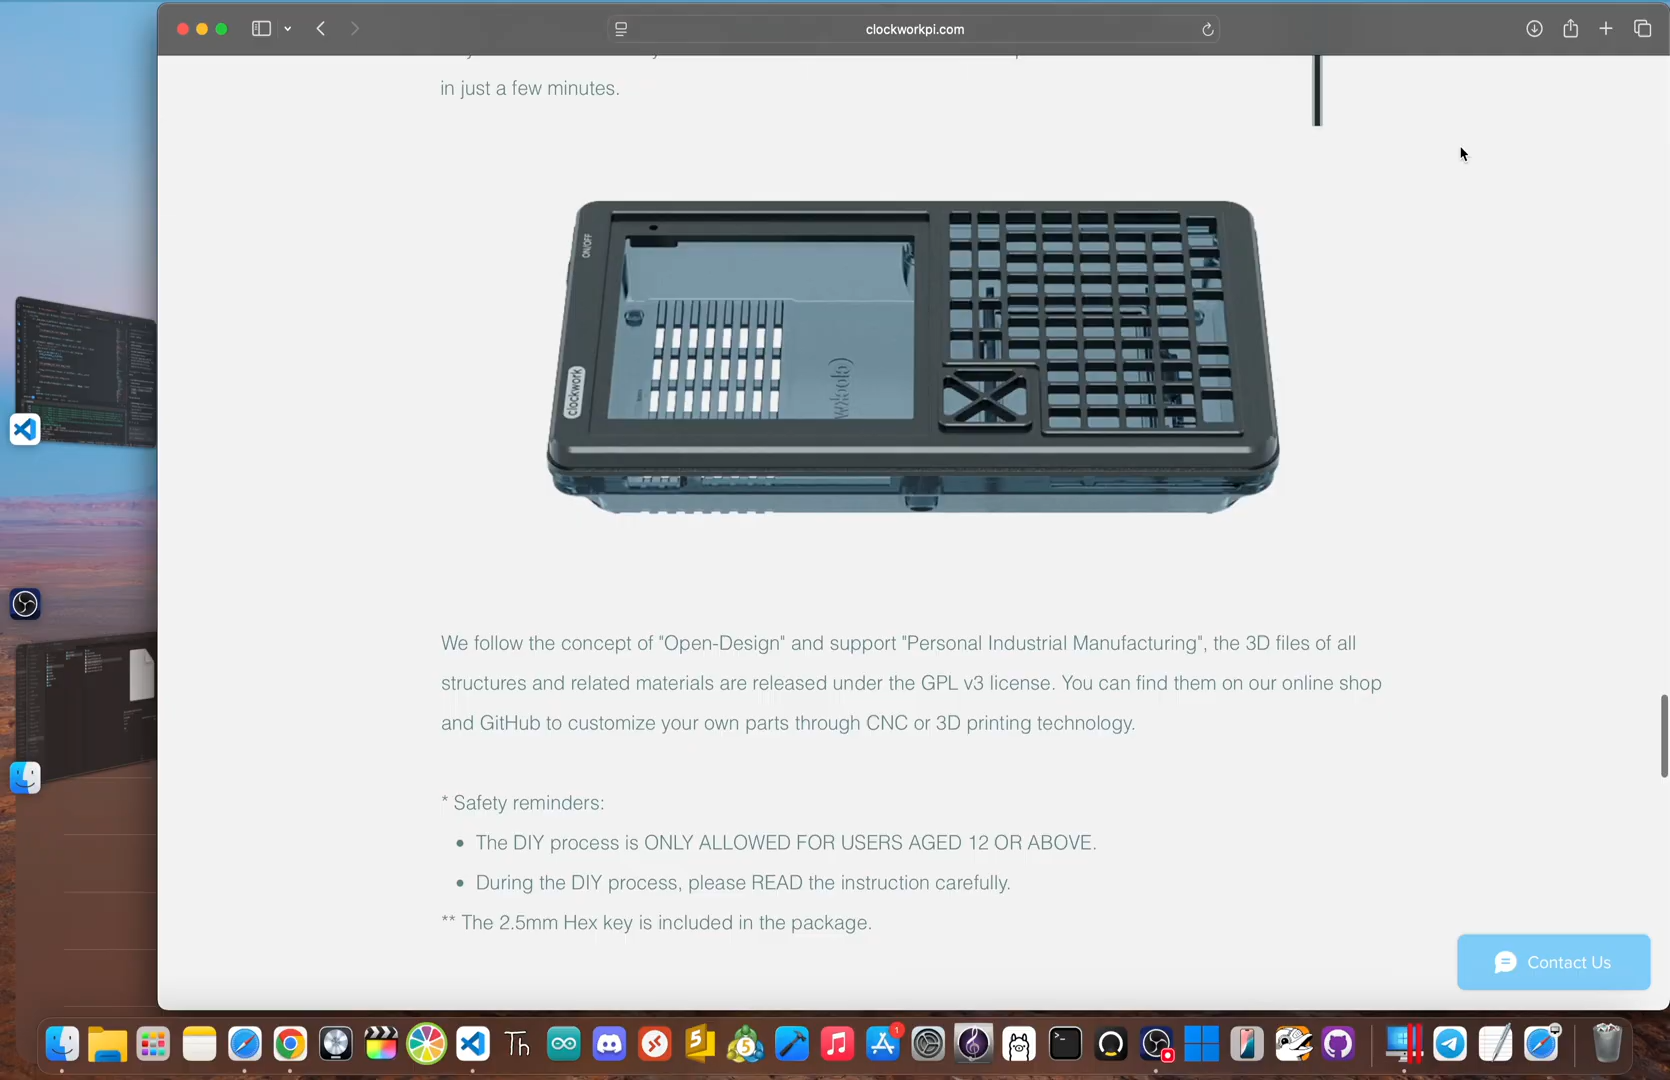 clockworkpi.com
in just a few minutes.
ON/OFF
clockwork
We follow the concept of "Open-Design" and support "Personal Industrial Manufacturing", the 3D files of all
structures and related materials are released under the GPL v3 license. You can find them on our online shop
and GitHub to customize your own parts through CNC or 3D printing technology.
* Safety reminders:
• The DIY process is ONLY ALLOWED FOR USERS AGED 12 OR ABOVE.
• During the DIY process, please READ the instruction carefully.
** The 2.5mm Hex key is included in the package.
Contact Us
Th
5
5
1